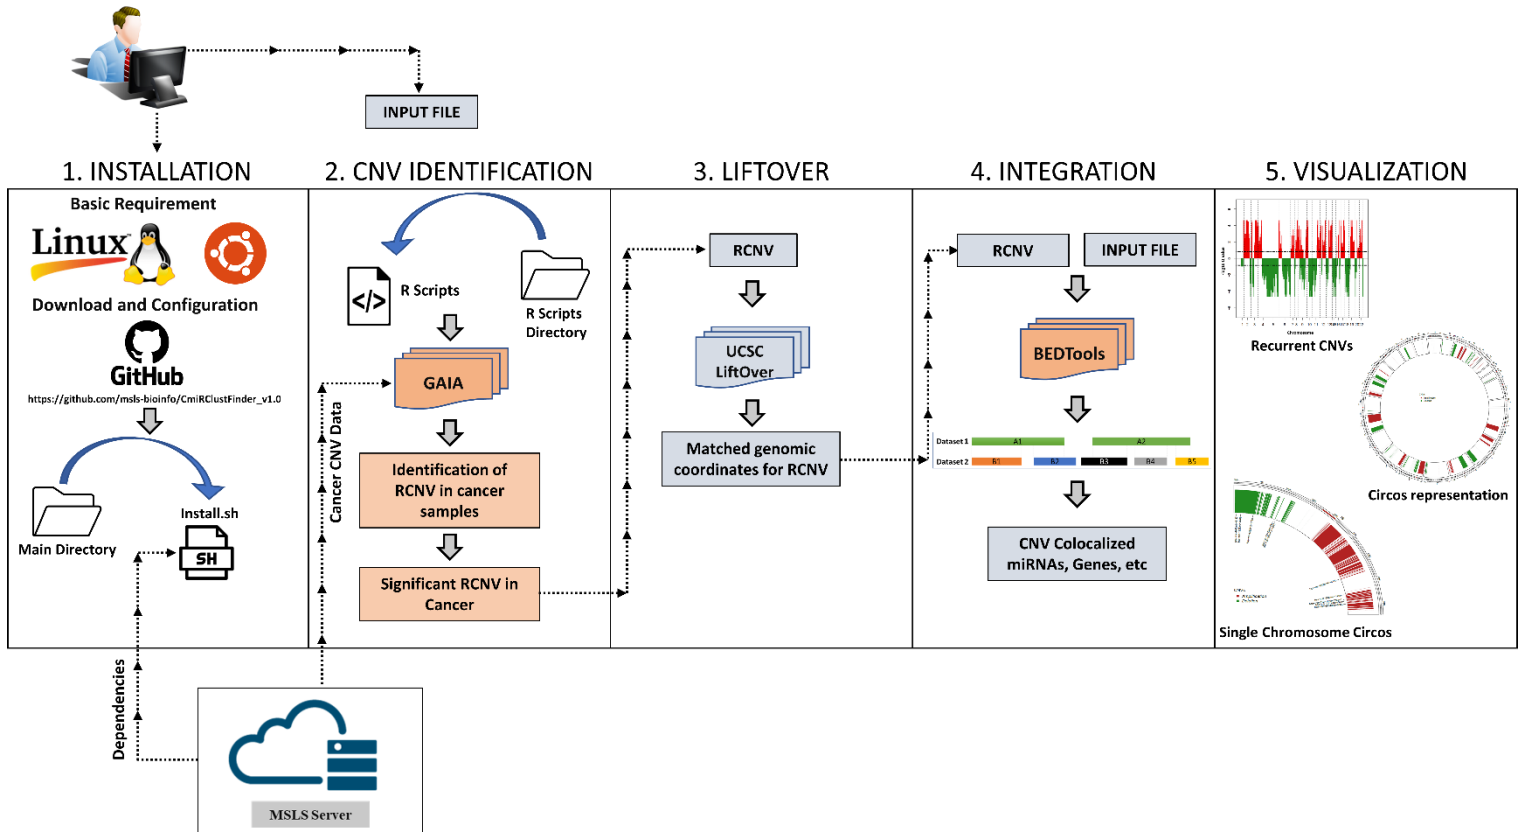 INPUT FILE
1. INSTALLATION
Basic Requirement
Linux™
Download and Configuration
GitHub
https://github.com/msls-bioinfo/CmiRClustFinder_v1.0
Main Directory
Install.sh
SH
Dependencies
MSLS Server
2. CNV IDENTIFICATION
R Scripts
R Scripts
Directory
GAIA
Cancer CNV Data
Identification of
RCNV in cancer
samples
Significant RCNV in
Cancer
3. LIFTOVER
RCNV
UCSC
LiftOver
Matched genomic
coordinates for RCNV
4. INTEGRATION
RCNV
INPUT FILE
BEDTools
Dataset 1
A1
A2
Dataset 2
B1
B2
B3
B4
B5
CNV Colocalized
miRNAs, Genes, etc
5. VISUALIZATION
Chromosome
Recurrent CNVs
Circos representation
Single Chromosome Circos